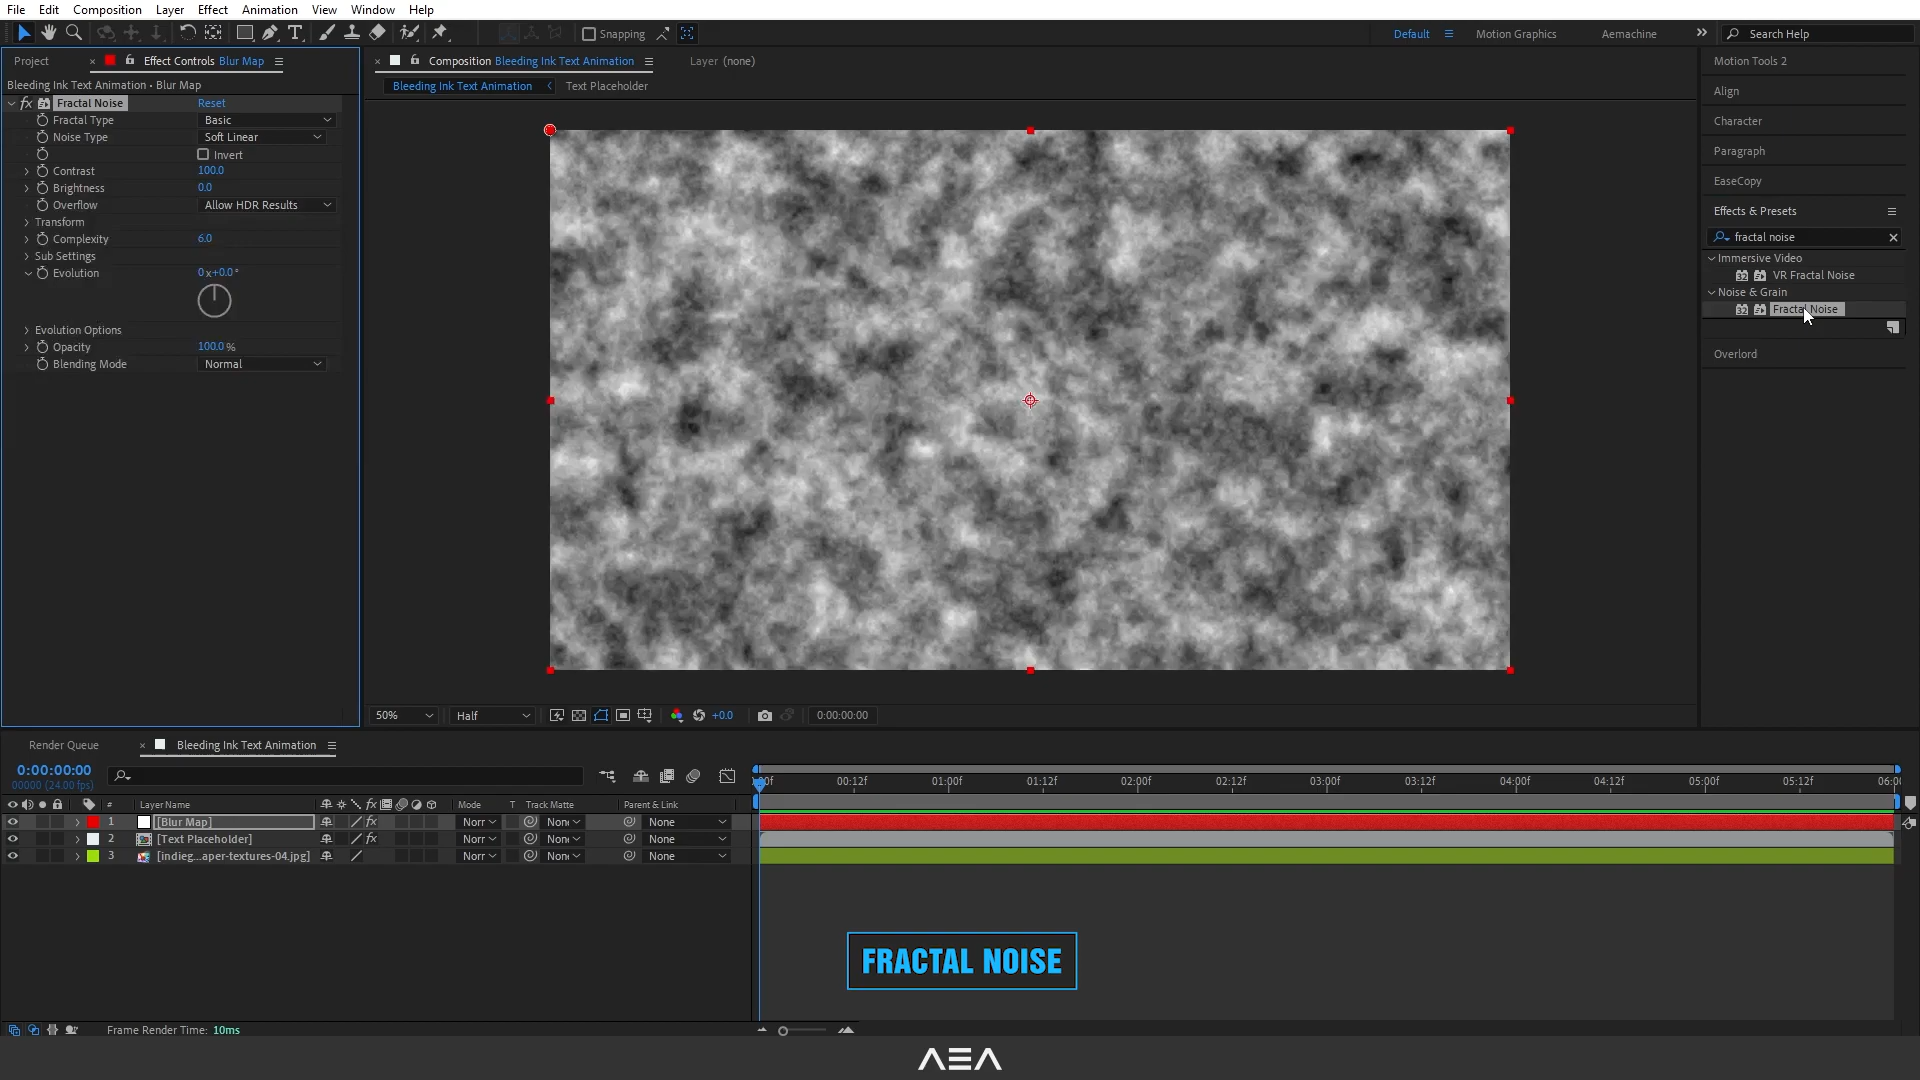 File Edit Composition Layer Effect Animation View Window Help
Snapping
Default
Motion Graphics
Aemachine
Search Help
Project
Effect Controls Blur Map
Composition Bleeding Ink Text Animation
Layer (none)
Bleeding Ink Text Animation • Blur Map
Bleeding Ink Text Animation
Text Placeholder
fx Fractal Noise Reset
Fractal Type Basic
Noise Type Soft Linear
Invert
Contrast 100.0
Brightness 0.0
Overflow Allow HDR Results
Transform
Complexity 6.0
Sub Settings
Evolution 0x+0.0°
Evolution Options
Opacity 100.0 %
Blending Mode Normal
Motion Tools 2
Align
Character
Paragraph
EaseCopy
Effects & Presets
fractal noise
Immersive Video
32 VR Fractal Noise
Noise & Grain
32 Fractal Noise
Overlord
50%
Half
+0.0
0:00:00:00
Render Queue
Bleeding Ink Text Animation
0:00:00:00
00000 (24.00 fps)
00:12f 01:00f 01:12f 02:00f 02:12f 03:00f 03:12f 04:00f 04:12f 05:00f 05:12f
# Layer Name fx Mode T Track Matte Parent & Link
1 [Blur Map] fx None
2 [Text Placeholder] fx None
3 [indieg...aper-textures-04.jpg] None
FRACTAL NOISE
Frame Render Time: 10ms
AEA